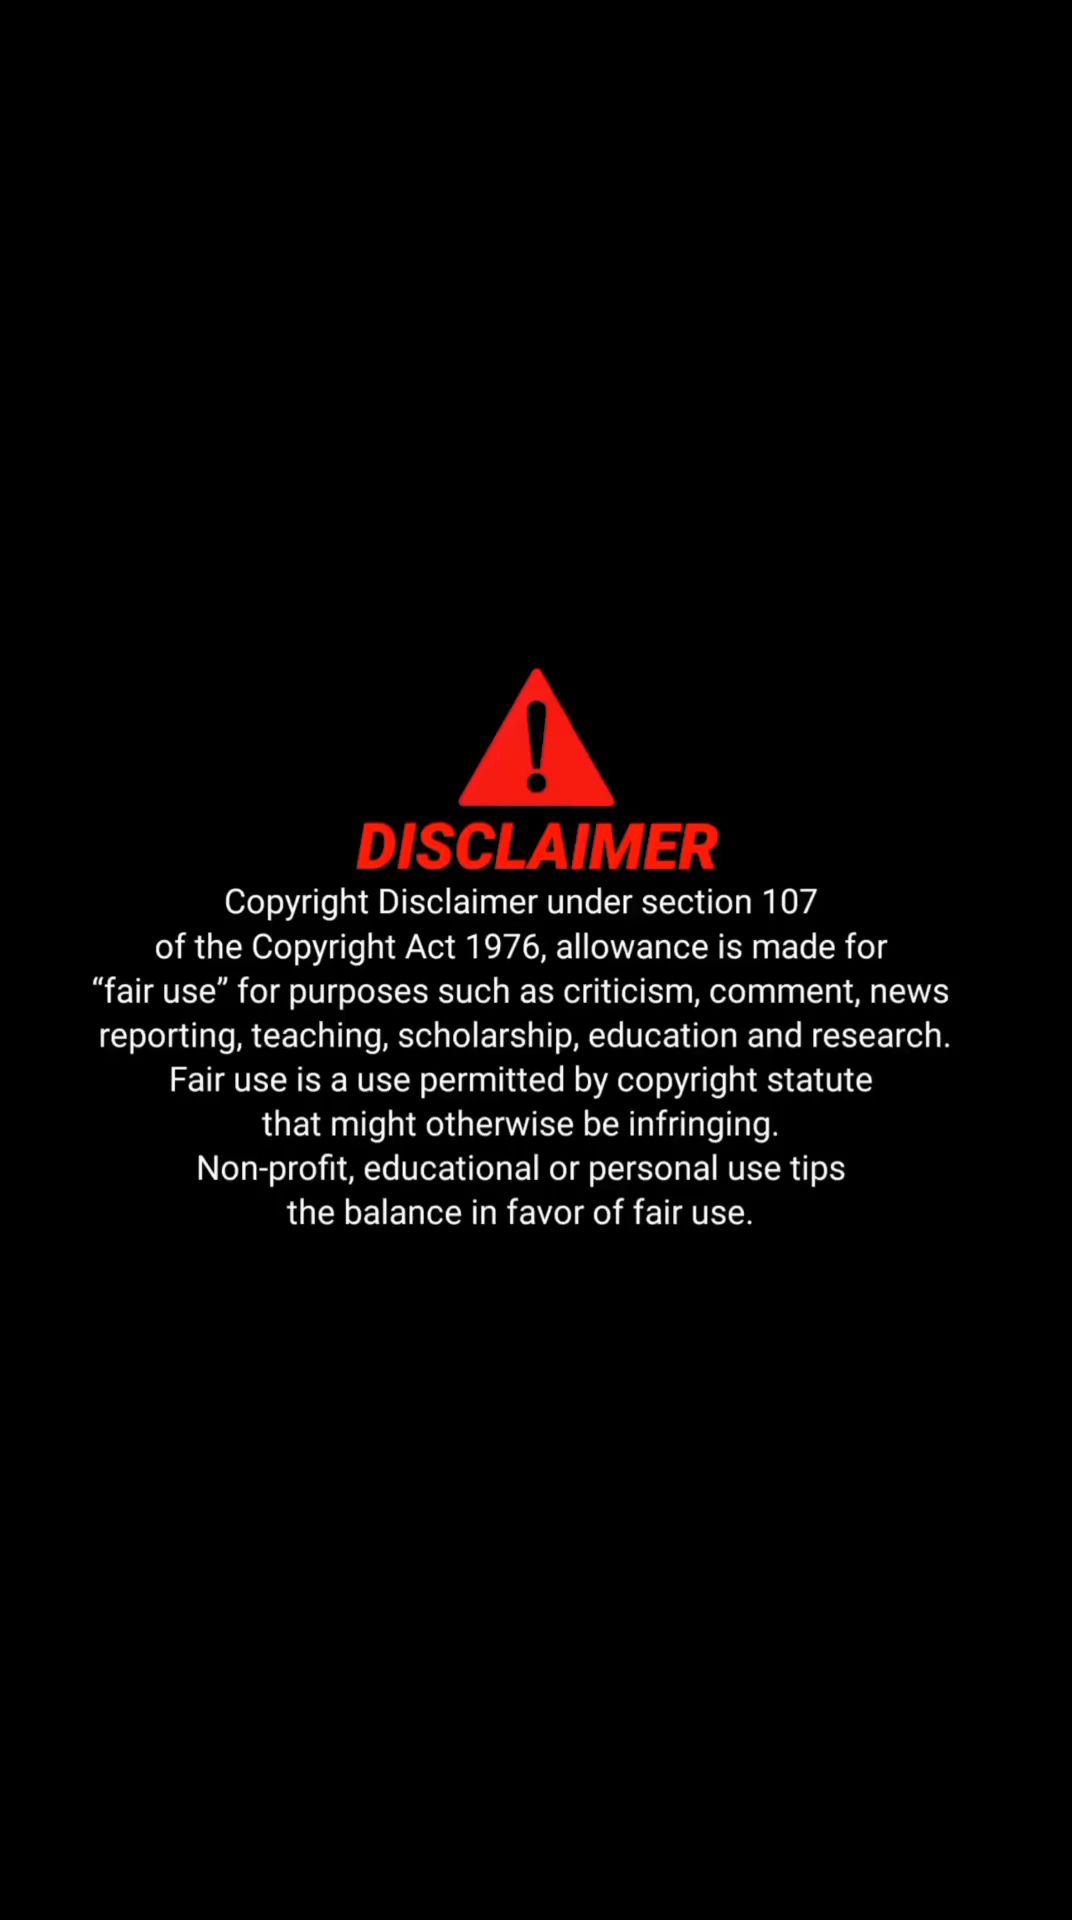 DISCLAIMER
Copyright Disclaimer under section 107
of the Copyright Act 1976, allowance is made for
“fair use” for purposes such as criticism, comment, news
reporting, teaching, scholarship, education and research.
Fair use is a use permitted by copyright statute
that might otherwise be infringing.
Non-profit, educational or personal use tips
the balance in favor of fair use.